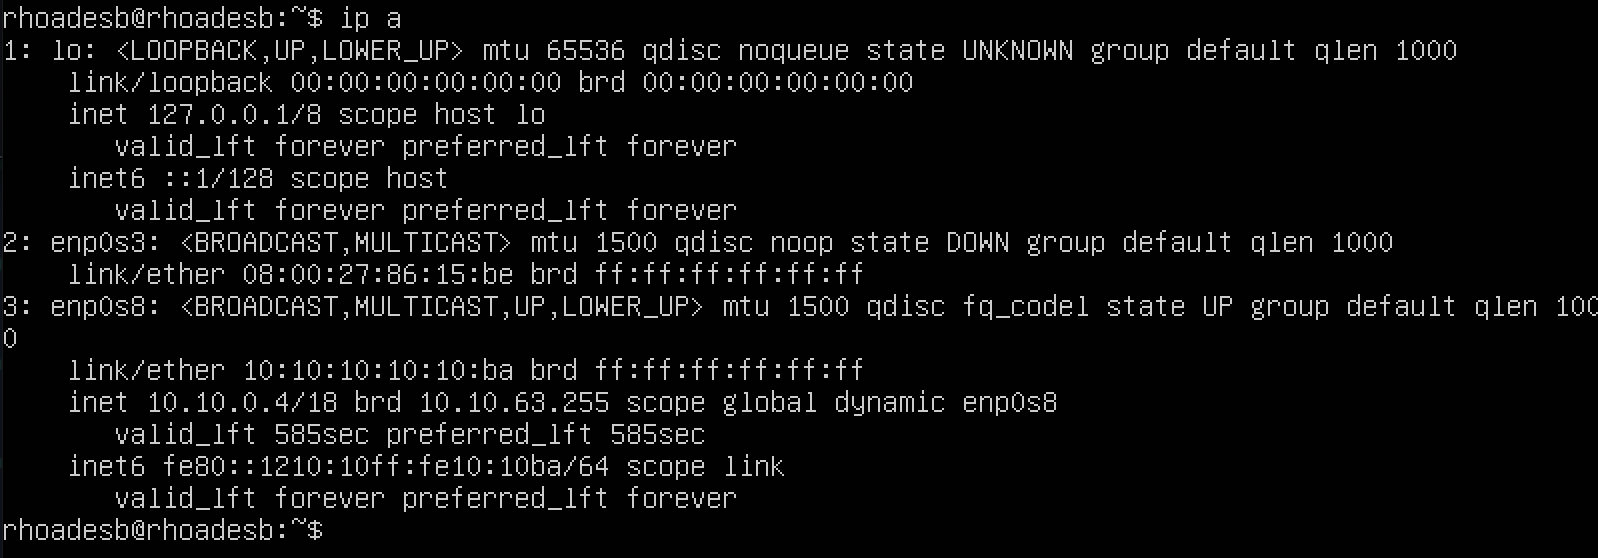 rhoadesb@rhoadesb:~$ ip a
1: lo: <LOOPBACK,UP,LOWER_UP> mtu 65536 qdisc noqueue state UNKNOWN group default qlen 1000
    link/loopback 00:00:00:00:00:00 brd 00:00:00:00:00:00
    inet 127.0.0.1/8 scope host lo
       valid_lft forever preferred_lft forever
    inet6 ::1/128 scope host
       valid_lft forever preferred_lft forever
2: enp0s3: <BROADCAST,MULTICAST> mtu 1500 qdisc noop state DOWN group default qlen 1000
    link/ether 08:00:27:86:15:be brd ff:ff:ff:ff:ff:ff
3: enp0s8: <BROADCAST,MULTICAST,UP,LOWER_UP> mtu 1500 qdisc fq_codel state UP group default qlen 100
0
    link/ether 10:10:10:10:10:ba brd ff:ff:ff:ff:ff:ff
    inet 10.10.0.4/18 brd 10.10.63.255 scope global dynamic enp0s8
       valid_lft 585sec preferred_lft 585sec
    inet6 fe80::1210:10ff:fe10:10ba/64 scope link
       valid_lft forever preferred_lft forever
rhoadesb@rhoadesb:~$